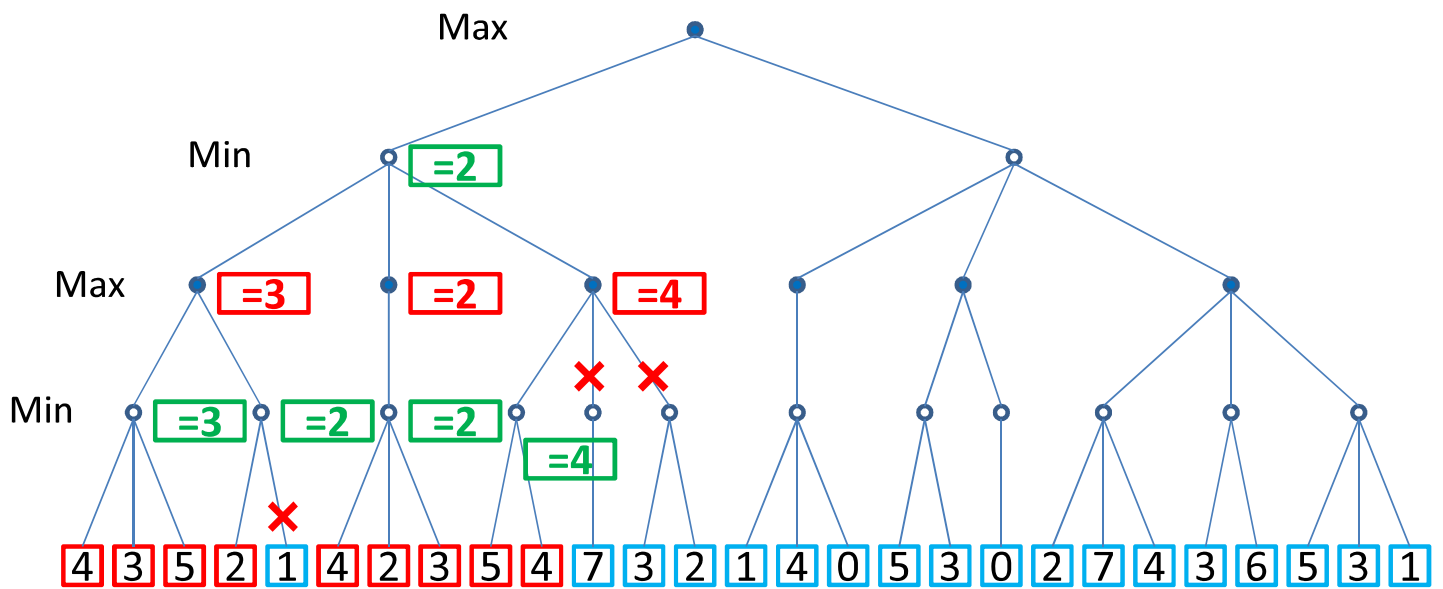 Max
Min =2
Max =3 =2 =4
Min =3 =2 =2
=4
4 3 5 2 1 4 2 3 5 4 7 3 2 1 4 0 5 3 0 2 7 4 3 6 5 3 1